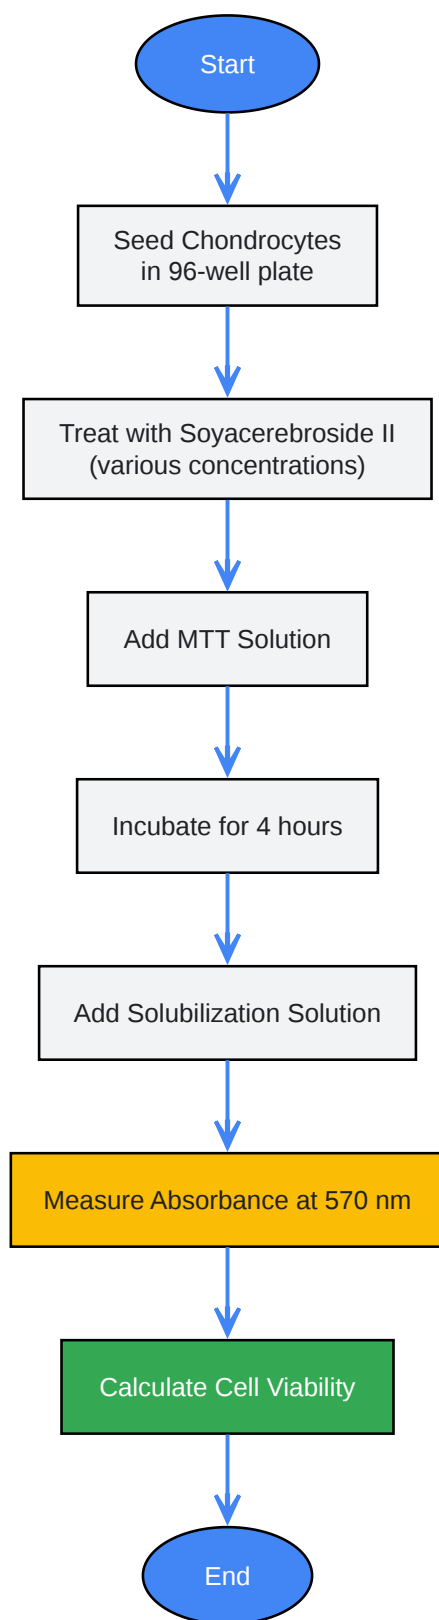 Start
Seed Chondrocytes
in 96-well plate
Treat with Soyacerebroside II
(various concentrations)
Add MTT Solution
Incubate for 4 hours
Add Solubilization Solution
Measure Absorbance at 570 nm
Calculate Cell Viability
End